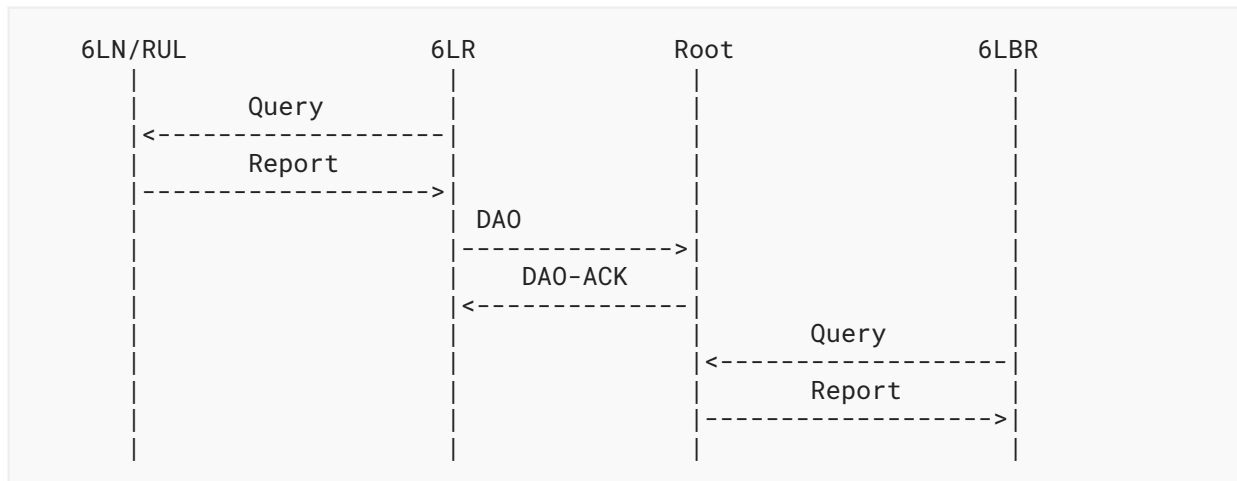 6LN/RUL 6LR Root 6LBR
Query
Report
DAO
DAO-ACK
Query
Report